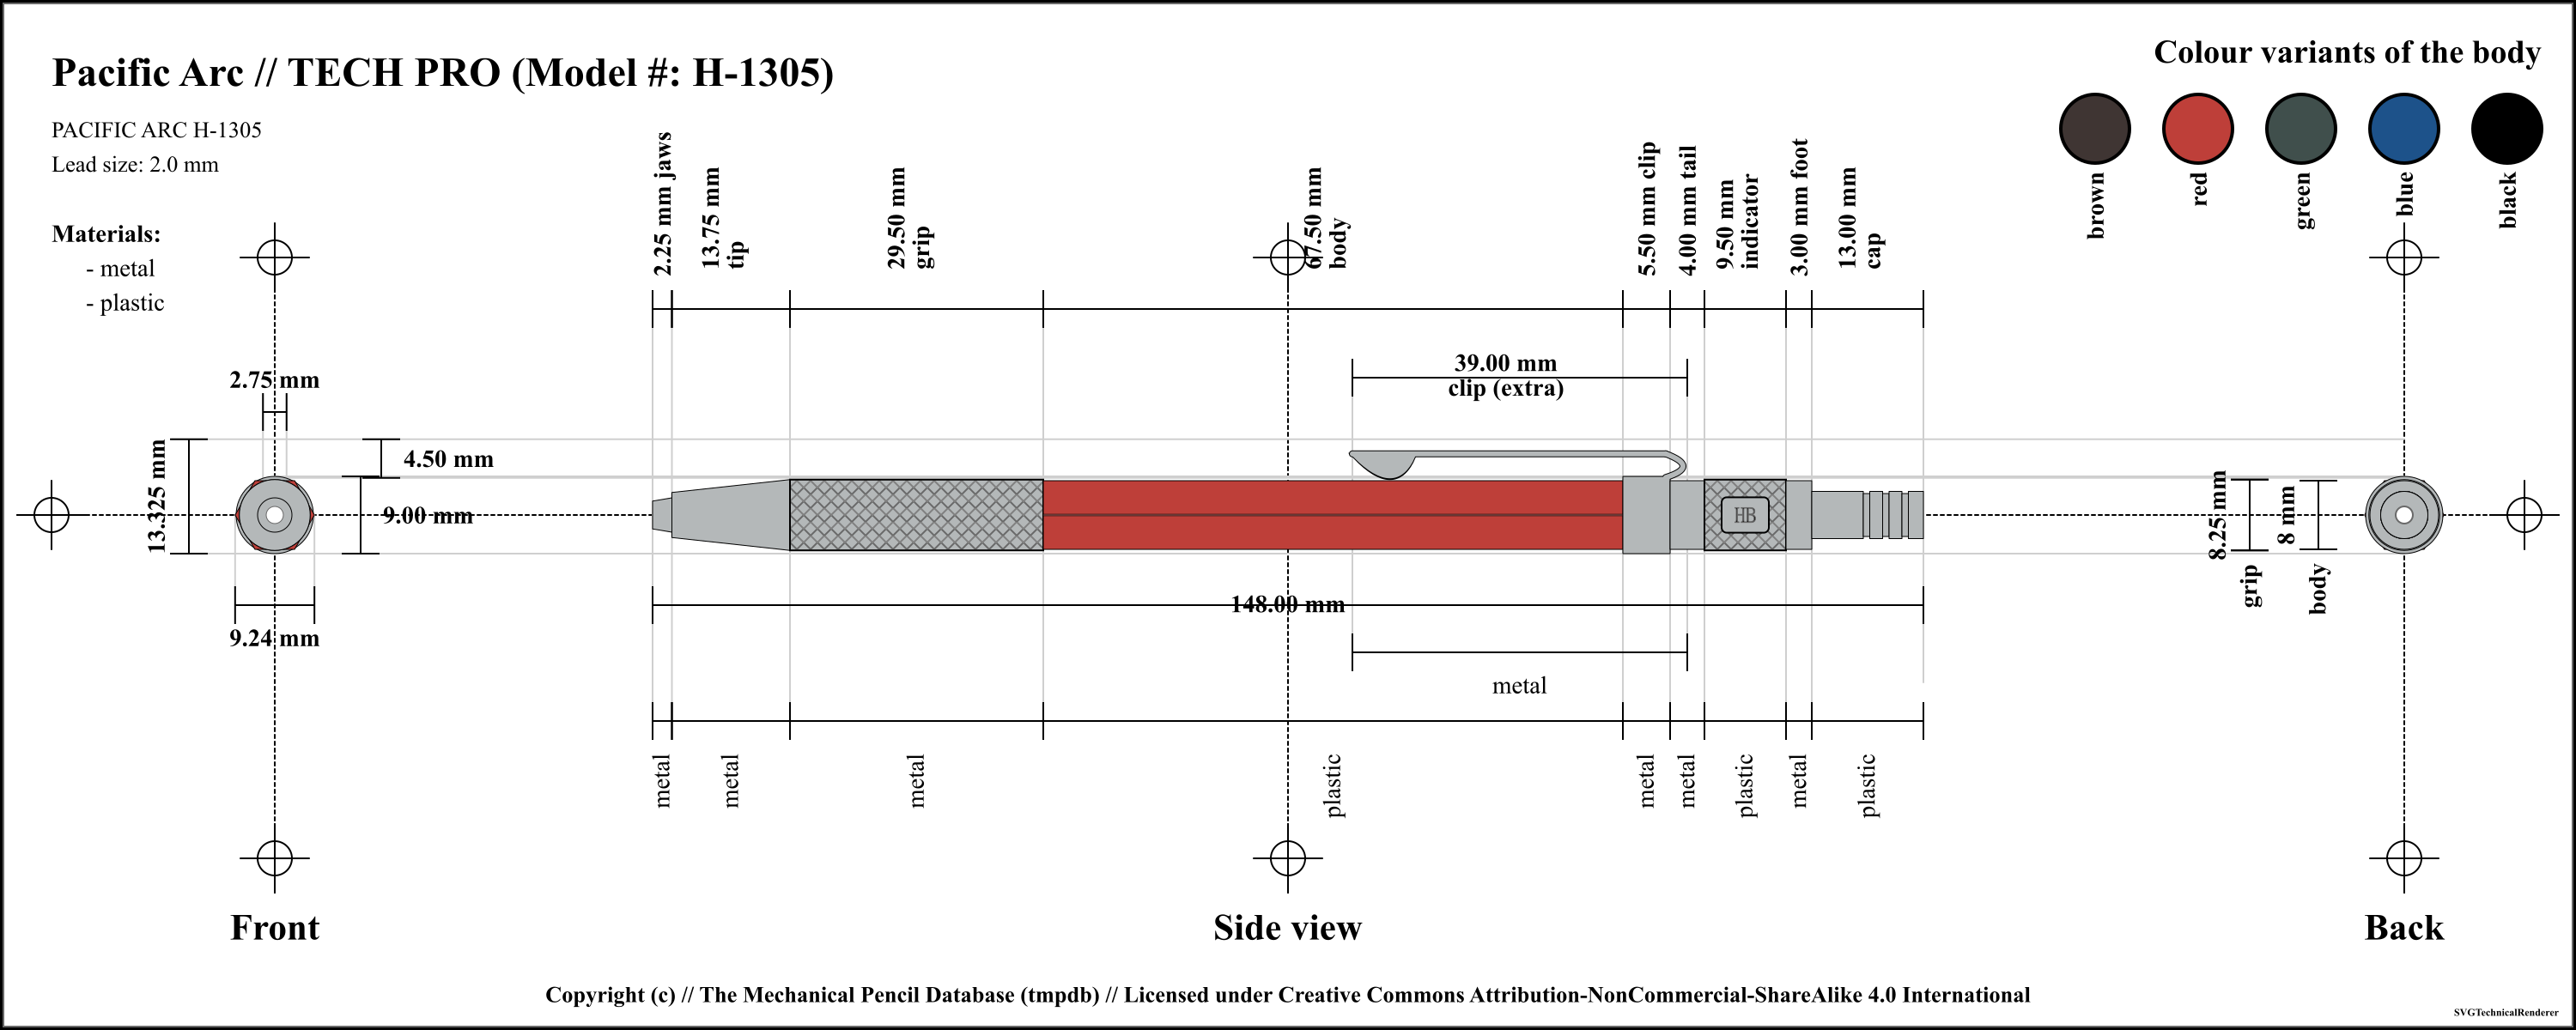 Pacific Arc // TECH PRO (Model #: H-1305)
PACIFIC ARC H-1305
Lead size: 2.0 mm
Materials:
- metal
- plastic
Colour variants of the body
brown
red
green
blue
black
2.25 mm jaws
13.75 mm
tip
29.50 mm
grip
67.50 mm
body
5.50 mm clip
4.00 mm tail
9.50 mm
indicator
3.00 mm foot
13.00 mm
cap
39.00 mm
clip (extra)
2.75 mm
13.325 mm
4.50 mm
9.00 mm
9.24 mm
HB
8.25 mm
grip
8 mm
body
148.00 mm
metal
metal
metal
metal
plastic
metal
metal
plastic
metal
plastic
Front
Side view
Back
Copyright (c) // The Mechanical Pencil Database (tmpdb) // Licensed under Creative Commons Attribution-NonCommercial-ShareAlike 4.0 International
SVGTechnicalRenderer